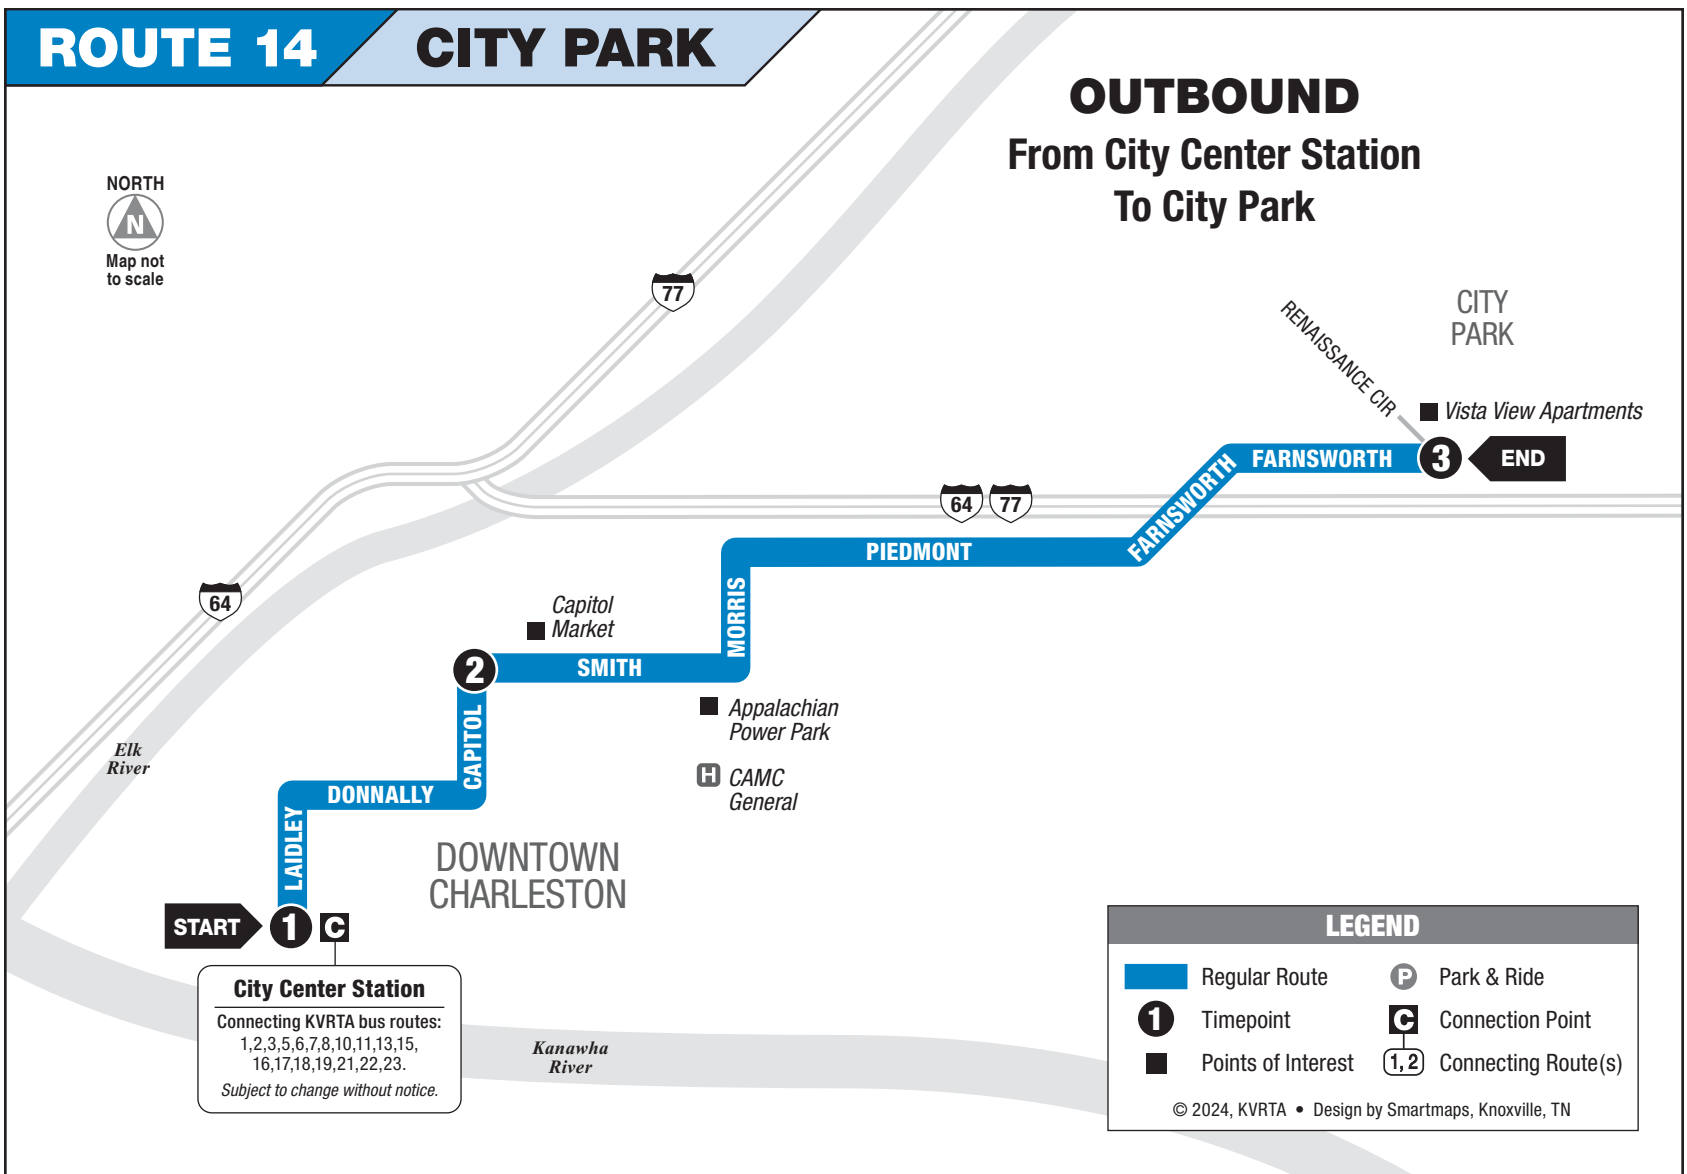 ROUTE 14
CITY PARK
OUTBOUND
From City Center Station
To City Park
NORTH
N
Map not
to scale
77
CITY
PARK
RENAISSANCE CIR
Vista View Apartments
FARNSWORTH
3
END
FARNSWORTH
64
77
PIEDMONT
MORRIS
64
Capitol
Market
2
SMITH
CAPITOL
Appalachian
Power Park
H
CAMC
General
Elk
River
DONNALLY
LAIDLEY
DOWNTOWN
CHARLESTON
START
1
C
City Center Station
Connecting KVRTA bus routes:
1,2,3,5,6,7,8,10,11,13,15,
16,17,18,19,21,22,23.
Subject to change without notice.
Kanawha
River
LEGEND
Regular Route
P
Park & Ride
1
Timepoint
C
Connection Point
Points of Interest
1, 2
Connecting Route(s)
© 2024, KVRTA • Design by Smartmaps, Knoxville, TN